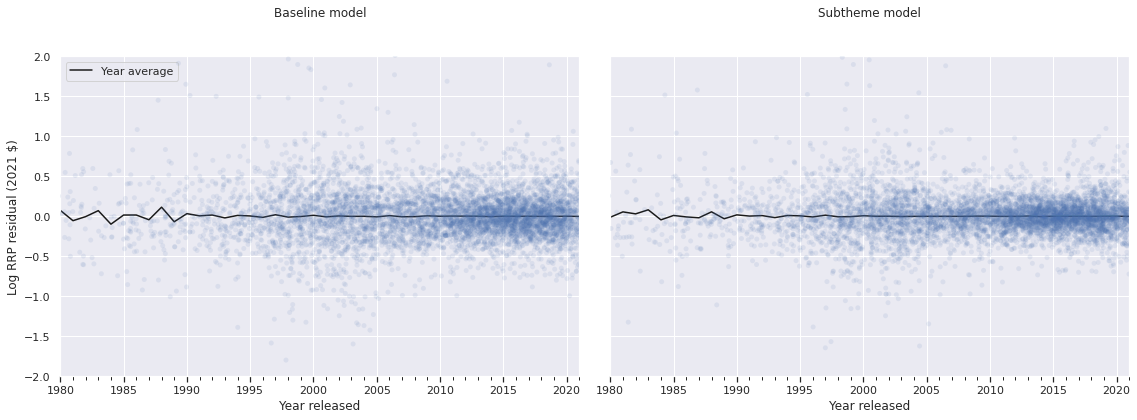 Baseline model
Subtheme model
Year average
Log RRP residual (2021 $)
2.0
1.5
1.0
0.5
0.0
−0.5
−1.0
−1.5
−2.0
1980 1985 1990 1995 2000 2005 2010 2015 2020
1980 1985 1990 1995 2000 2005 2010 2015 2020
Year released
Year released